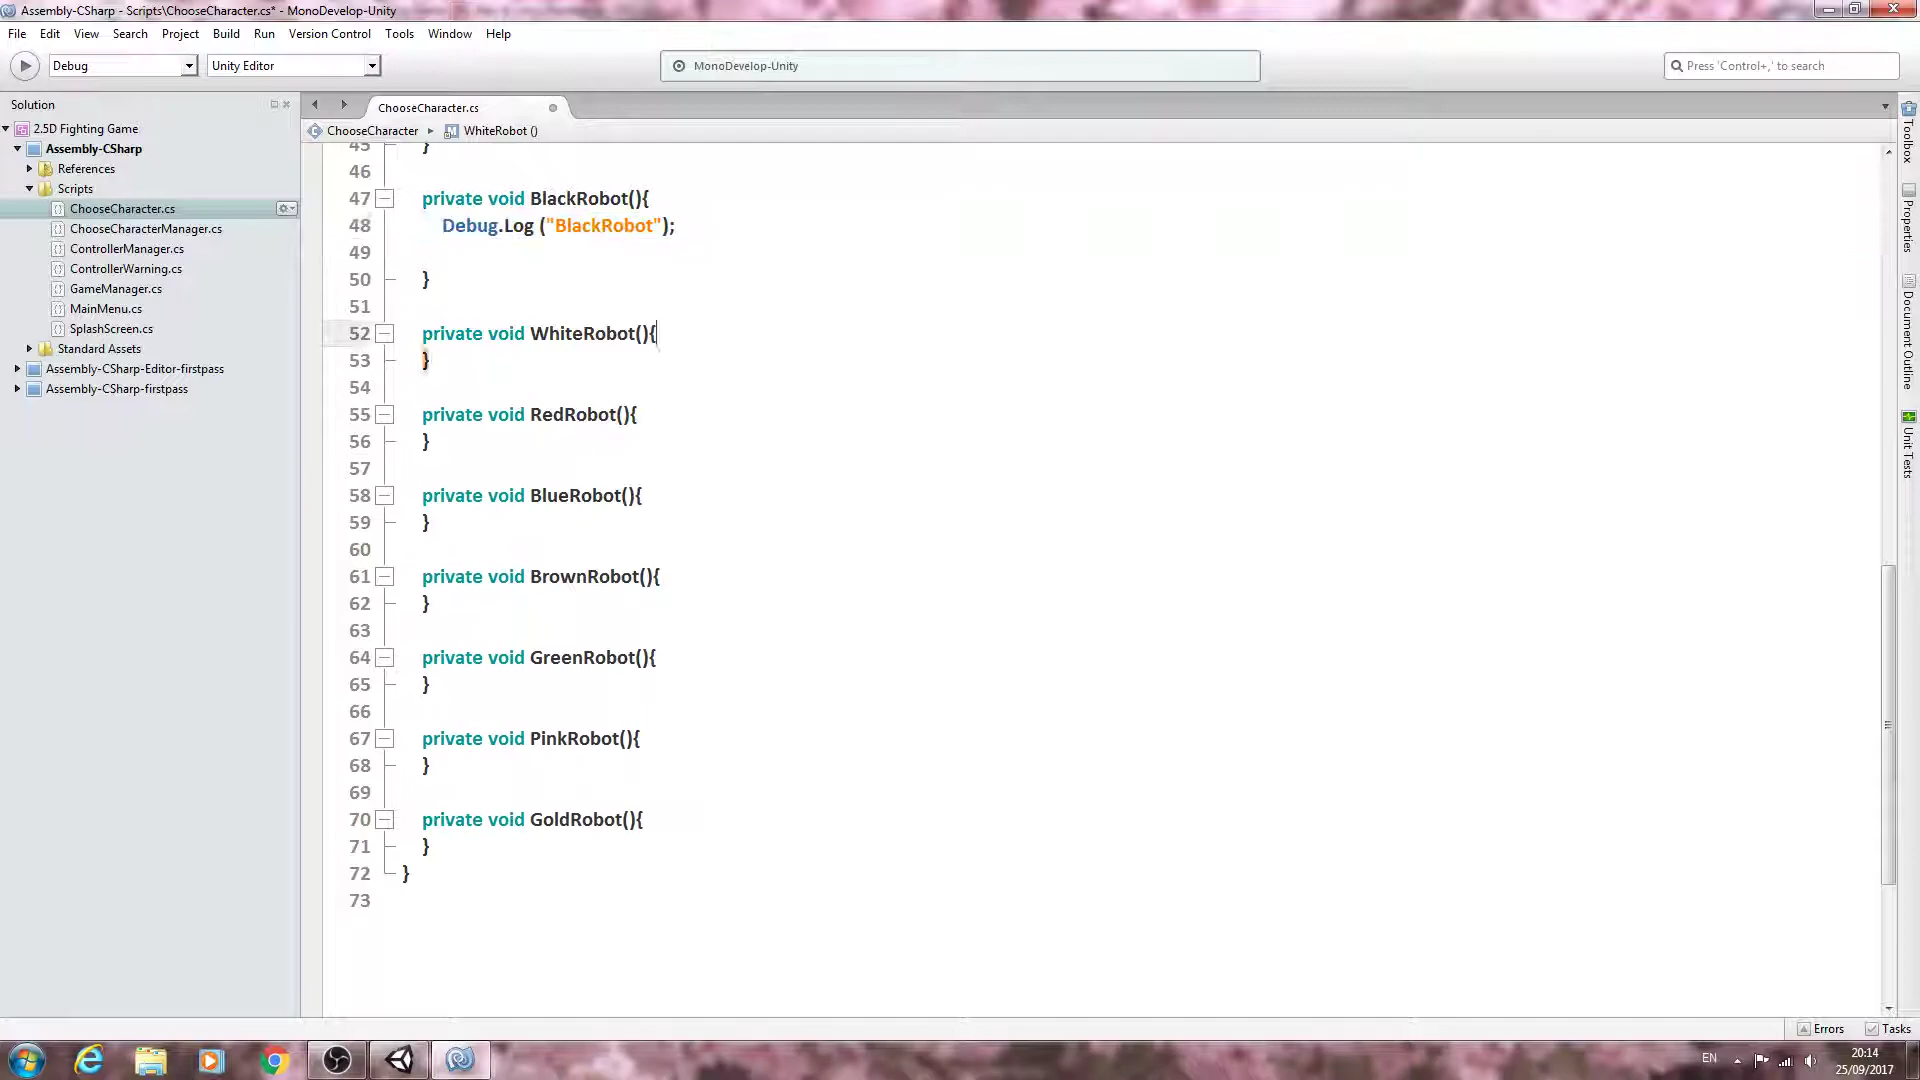 Assembly-CSharp - Scripts\ChooseCharacter.cs* - MonoDevelop-Unity
File Edit View Search Project Build Run Version Control Tools Window Help
Debug Unity Editor MonoDevelop-Unity Press 'Control+,' to search
Solution
2.5D Fighting Game
Assembly-CSharp
References
Scripts
ChooseCharacter.cs
ChooseCharacterManager.cs
ControllerManager.cs
ControllerWarning.cs
GameManager.cs
MainMenu.cs
SplashScreen.cs
Standard Assets
Assembly-CSharp-Editor-firstpass
Assembly-CSharp-firstpass
ChooseCharacter.cs
ChooseCharacter WhiteRobot ()
45 }
46
47 private void BlackRobot(){
48 Debug.Log ("BlackRobot");
49
50 }
51
52 private void WhiteRobot(){
53 }
54
55 private void RedRobot(){
56 }
57
58 private void BlueRobot(){
59 }
60
61 private void BrownRobot(){
62 }
63
64 private void GreenRobot(){
65 }
66
67 private void PinkRobot(){
68 }
69
70 private void GoldRobot(){
71 }
72 }
73
Toolbox
Properties
Document Outline
Unit Tests
Errors Tasks
EN
20:14
25/09/2017